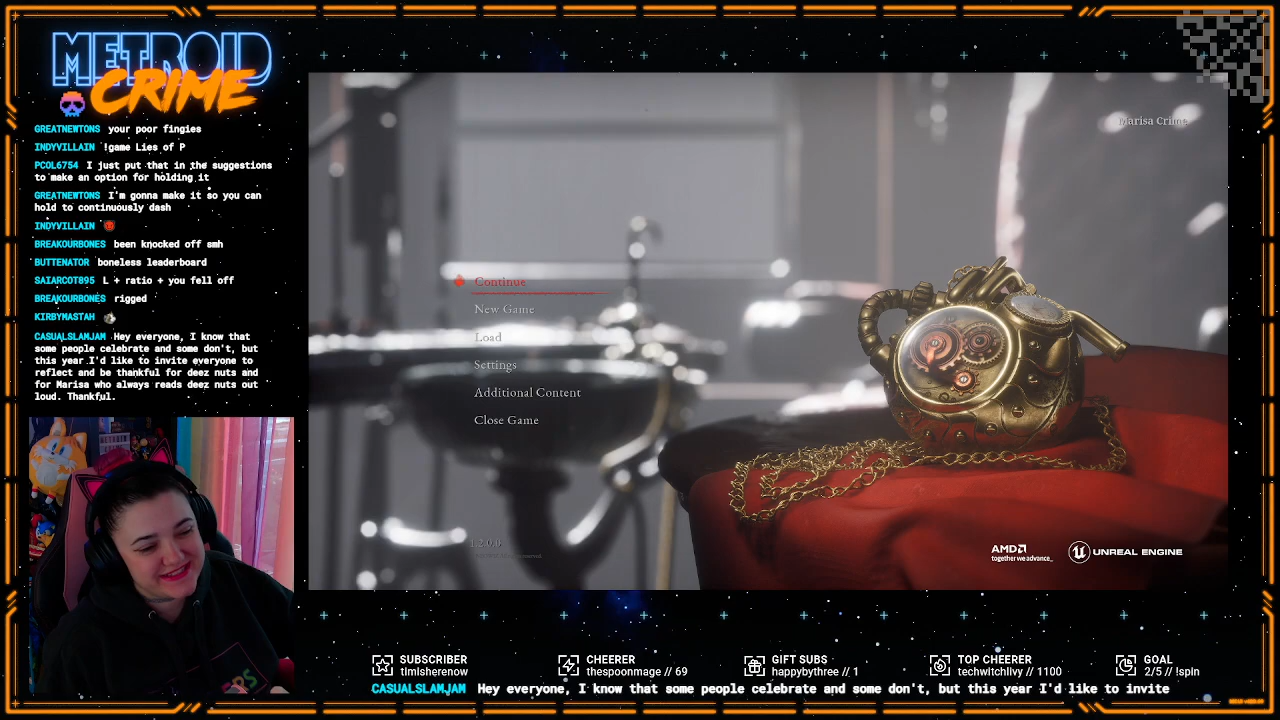 METROID
CRIME
GREATNEWTONS your poor fingies
INDYVILLAIN !game Lies of P
PCOL6754 I just put that in the suggestions
to make an option for holding it
GREATNEWTONS I'm gonna make it so you can
hold to continuously dash
INDYVILLAIN
BREAKOURBONES been knocked off smh
BUTTENATOR boneless leaderboard
SAIARCOT895 L + ratio + you fell off
BREAKOURBONES rigged
KIRBYMASTAH
CASUALSLAMJAM Hey everyone, I know that
some people celebrate and some don't, but
this year I'd like to invite everyone to
reflect and be thankful for deez nuts and
for Marisa who always reads deez nuts out
loud. Thankful.
Marisa Crime
Continue
New Game
Load
Settings
Additional Content
Close Game
1.2.0.0
AMD
together we advance_
UNREAL ENGINE
SUBSCRIBER
timisherenow
CHEERER
thespoonmage // 69
GIFT SUBS
happybythree // 1
TOP CHEERER
techwitchlivy // 1100
GOAL
2/5 // !spin
CASUALSLAMJAM Hey everyone, I know that some people celebrate and some don't, but this year I'd like to invite